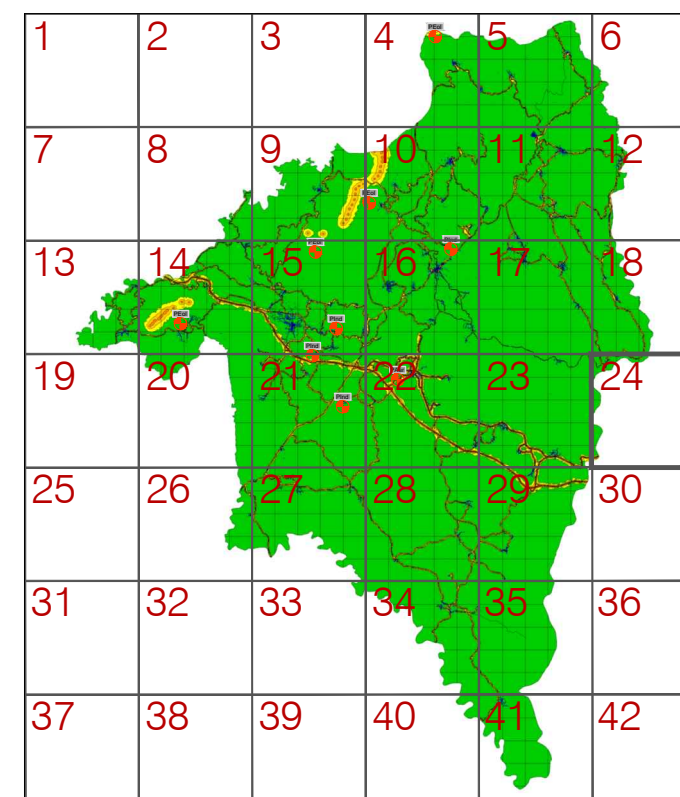 1 2 3 4 5 6
PEol
7 8 9 10 11 12
PEol
13 14 15 16 17 18
PEol
PEol
PInd
PInd
19 20 21 22 23 24
PInd
25 26 27 28 29 30
31 32 33 34 35 36
37 38 39 40 41 42